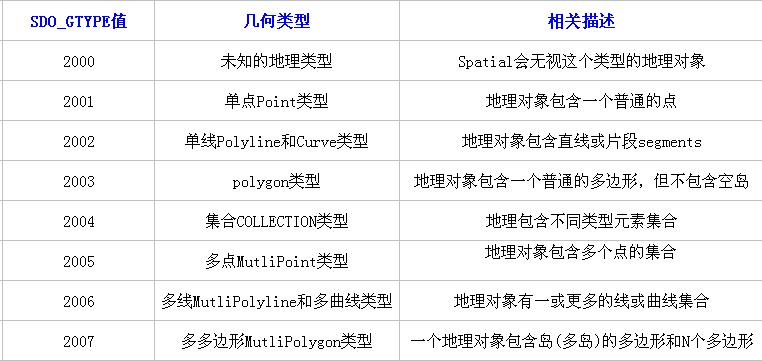 SDO_GTYPE值 几何类型 相关描述
2000 未知的地理类型 Spatial会无视这个类型的地理对象
2001 单点Point类型 地理对象包含一个普通的点
2002 单线Polyline和Curve类型 地理对象包含直线或片段segments
2003 polygon类型 地理对象包含一个普通的多边形，但不包含空岛
2004 集合COLLECTION类型 地理包含不同类型元素集合
2005 多点MutliPoint类型 地理对象包含多个点的集合
2006 多线MutliPolyline和多曲线类型 地理对象有一或更多的线或曲线集合
2007 多多边形MutliPolygon类型 一个地理对象包含岛(多岛)的多边形和N个多边形